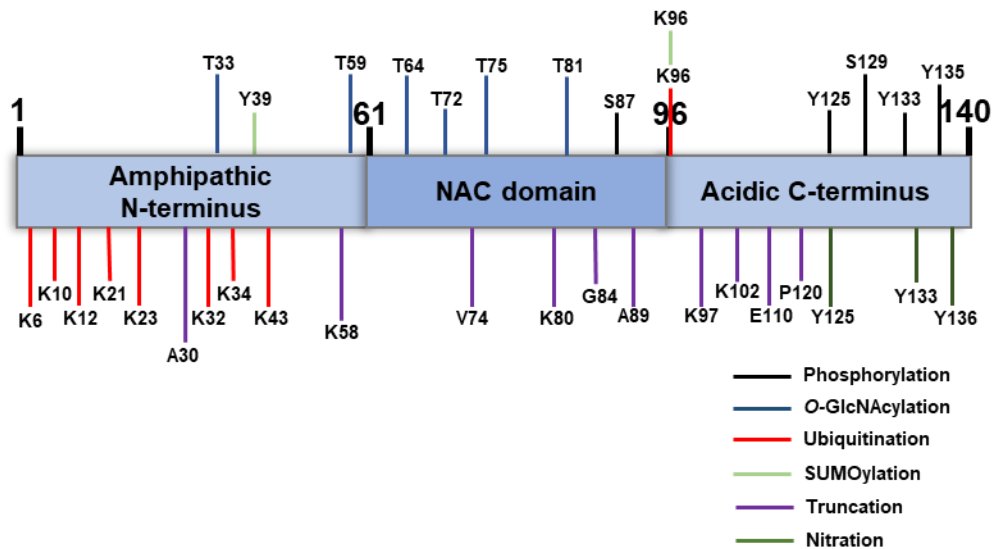 K96
T33
T59
T64
T75
T81
K96
S129
Y135
Y39
T72
S87
Y125
Y133
1
61
96
140
Amphipathic
N-terminus
NAC domain
Acidic C-terminus
K6
K10
K12
K21
K23
A30
K32
K34
K43
K58
V74
K80
G84
A89
K97
K102
E110
P120
Y125
Y133
Y136
Phosphorylation
O-GlcNAcylation
Ubiquitination
SUMOylation
Truncation
Nitration